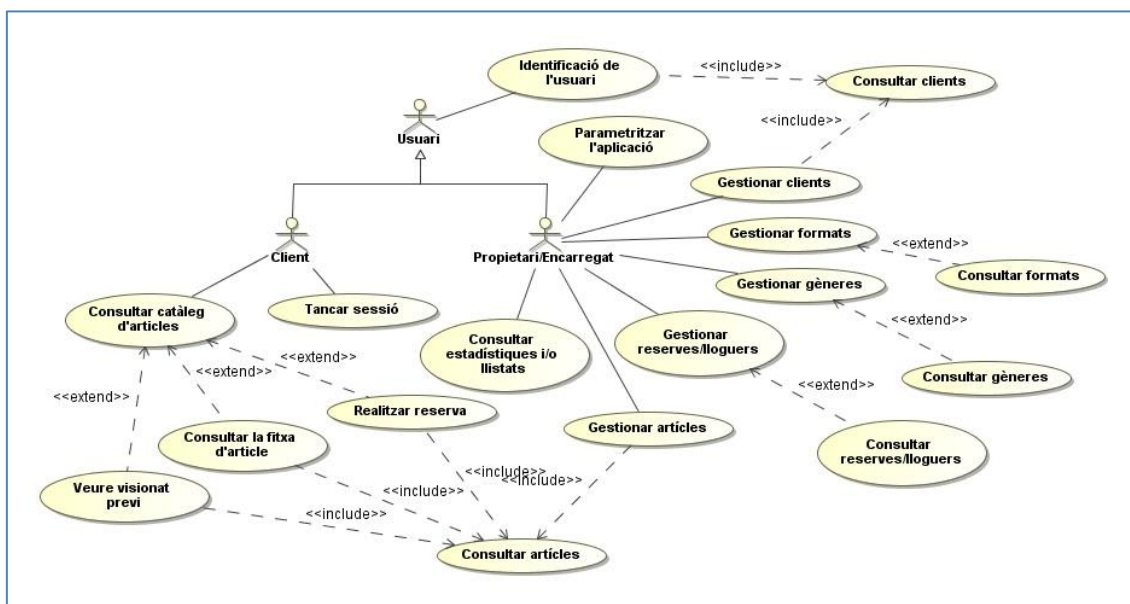 Identificació de
l'usuari
<<include>>
Consultar clients
Usuari
<<include>>
Parametritzar
l'aplicació
Gestionar clients
Client
Propietari/Encarregat
Gestionar formats
<<extend>>
Consultar formats
Gestionar gèneres
Consultar catàleg
d'articles
Tancar sessió
Consultar
estadístiques i/o
llistats
Gestionar
reserves/lloguers
<<extend>>
Consultar gèneres
<<extend>>
<<extend>>
<<extend>>
<<extend>>
Realitzar reserva
Gestionar artícles
Consultar la fitxa
d'article
Consultar
reserves/lloguers
Veure visionat
previ
<<include>>
<<include>>
<<include>>
<<include>>
Consultar artícles